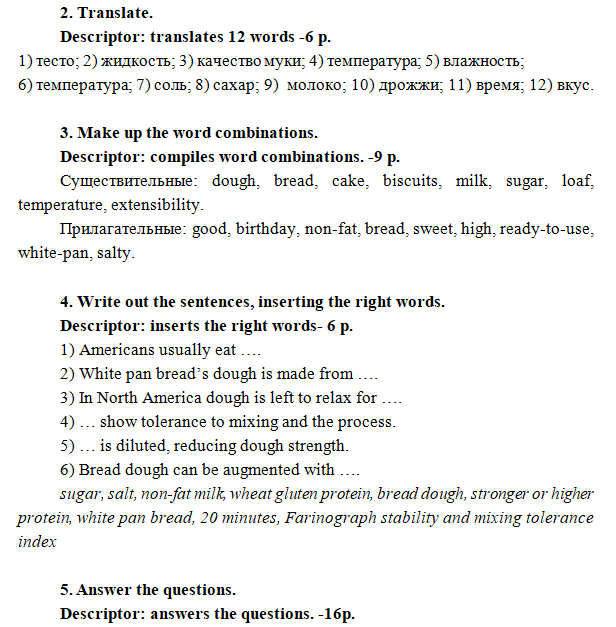 2. Translate.
Descriptor: translates 12 words -6 p.
1) тесто; 2) жидкость; 3) качество муки; 4) температура; 5) влажность;
6) температура; 7) соль; 8) сахар; 9) молоко; 10) дрожжи; 11) время; 12) вкус.
3. Make up the word combinations.
Descriptor: compiles word combinations. -9 p.
Существительные: dough, bread, cake, biscuits, milk, sugar, loaf,
temperature, extensibility.
Прилагательные: good, birthday, non-fat, bread, sweet, high, ready-to-use,
white-pan, salty.
4. Write out the sentences, inserting the right words.
Descriptor: inserts the right words- 6 p.
1) Americans usually eat ….
2) White pan bread’s dough is made from ….
3) In North America dough is left to relax for ….
4) … show tolerance to mixing and the process.
5) … is diluted, reducing dough strength.
6) Bread dough can be augmented with ….
sugar, salt, non-fat milk, wheat gluten protein, bread dough, stronger or higher
protein, white pan bread, 20 minutes, Farinograph stability and mixing tolerance
index
5. Answer the questions.
Descriptor: answers the questions. -16p.